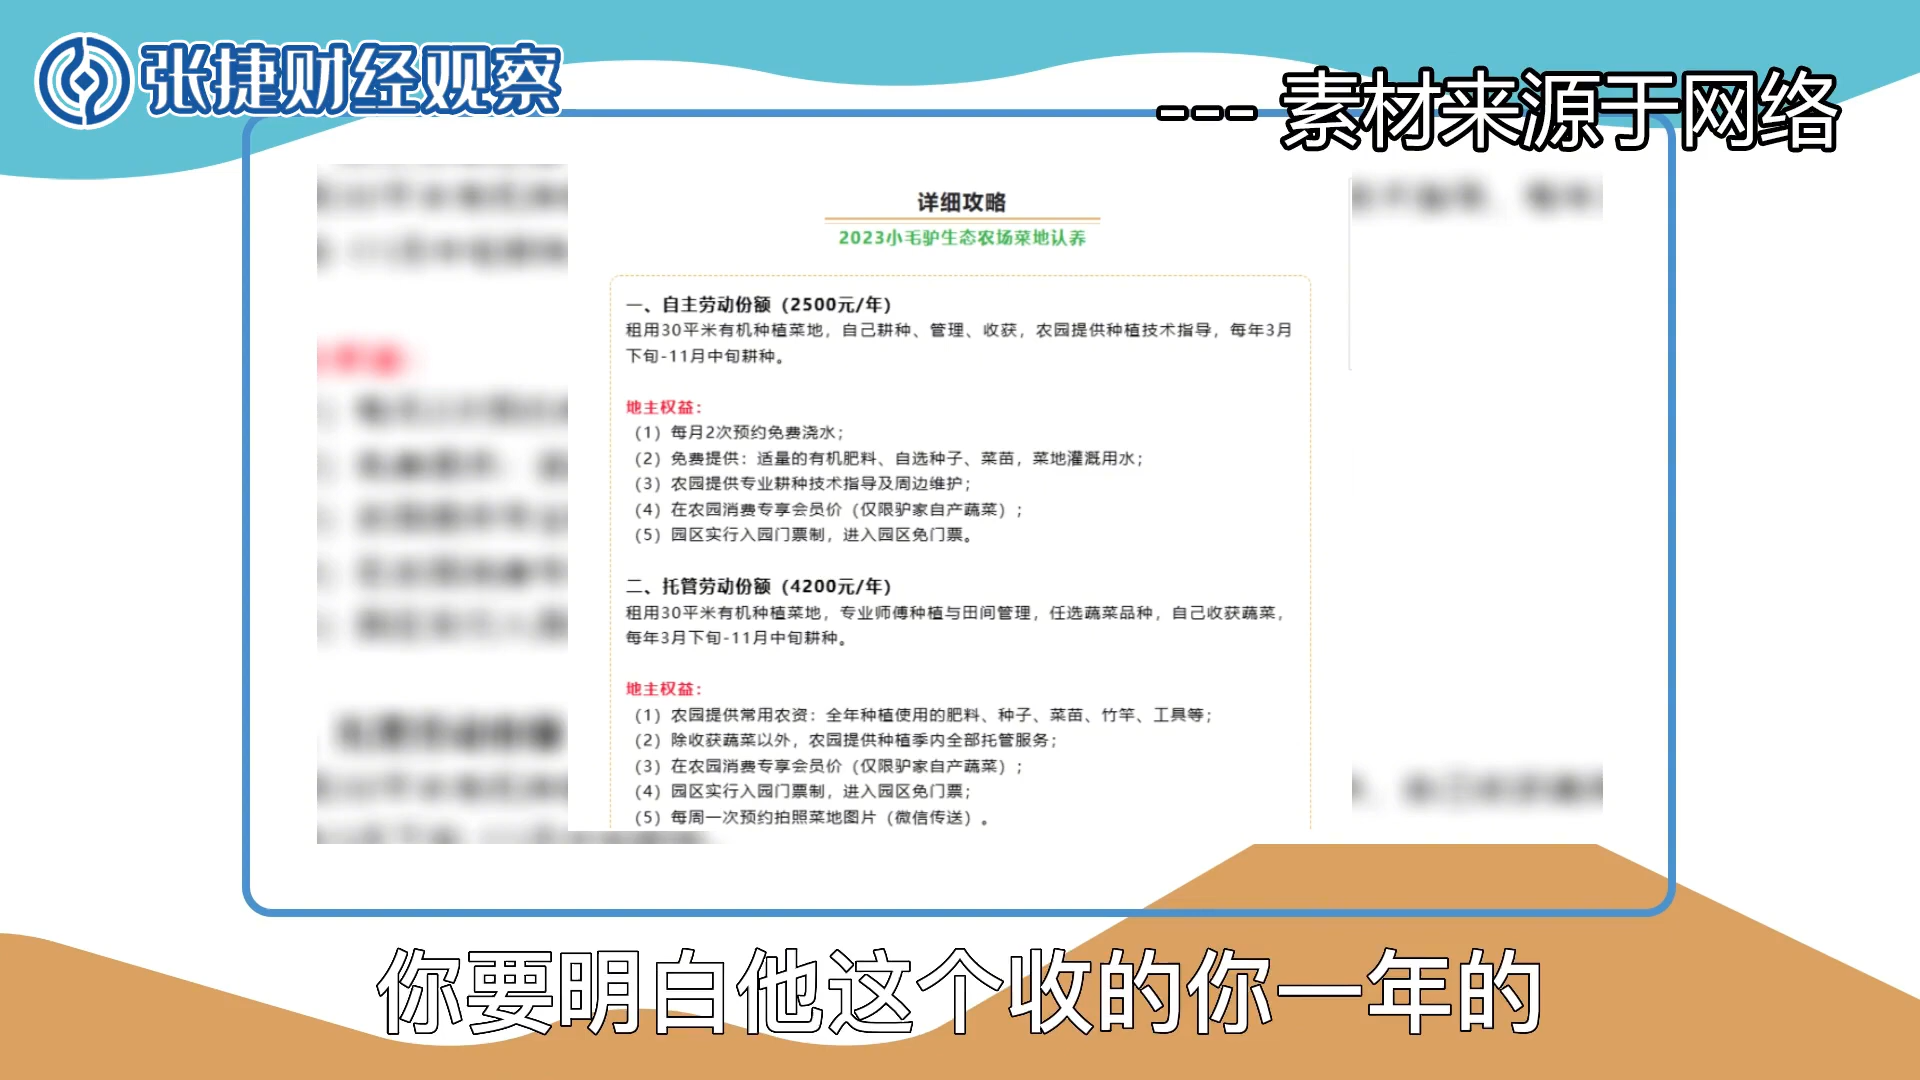 张捷财经观察
--- 素材来源于网络
详细攻略
2023小毛驴生态农场菜地认养
一、自主劳动份额（2500元/年）
租用30平米有机种植菜地，自己耕种、管理、收获，农园提供种植技术指导，每年3月
下旬-11月中旬耕种。
地主权益：
（1）每月2次预约免费浇水；
（2）免费提供：适量的有机肥料、自选种子、菜苗，菜地灌溉用水；
（3）农园提供专业耕种技术指导及周边维护；
（4）在农园消费专享会员价（仅限驴家自产蔬菜）；
（5）园区实行入园门票制，进入园区免门票。
二、托管劳动份额（4200元/年）
租用30平米有机种植菜地，专业师傅种植与田间管理，任选蔬菜品种，自己收获蔬菜，
每年3月下旬-11月中旬耕种。
地主权益：
（1）农园提供常用农资：全年种植使用的肥料、种子、菜苗、竹竿、工具等；
（2）除收获蔬菜以外，农园提供种植季内全部托管服务；
（3）在农园消费专享会员价（仅限驴家自产蔬菜）；
（4）园区实行入园门票制，进入园区免门票；
（5）每周一次预约拍照菜地图片（微信传送）。
你要明白他这个收的你一年的